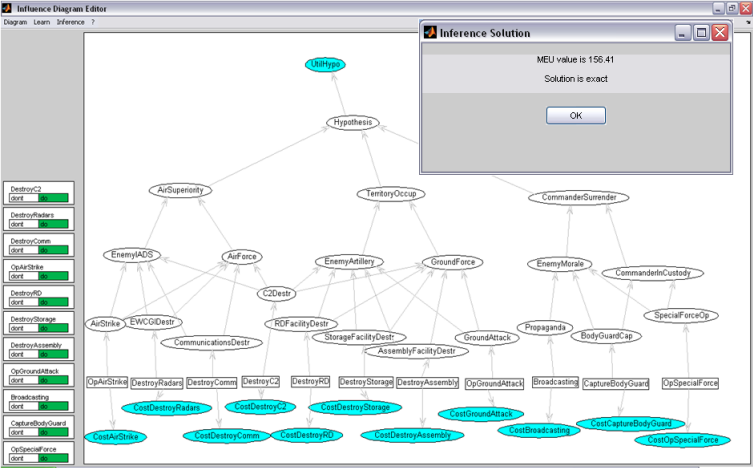 Influence Diagram Editor
Diagram Learn Inference ?
Inference Solution
MEU value is 156.41
Solution is exact
OK
UtilHypo
Hypothesis
AirSuperiority
TerritoryOccup
CommanderSurrender
EnemyIADS
AirForce
EnemyArtillery
GroundForce
EnemyMorale
CommanderInCustody
C2Destr
AirStrike
EWCGIDestr
RDFacilityDestr
Propaganda
SpecialForceOp
CommunicationsDestr
StorageFacilityDestr
GroundAttack
BodyGuardCap
AssemblyFacilityDestr
OpAirStrike
DestroyRadars
DestroyComm
DestroyC2
DestroyRD
DestroyStorage
DestroyAssembly
OpGroundAttack
Broadcasting
CaptureBodyGuard
OpSpecialForce
CostDestroyRadars
CostDestroyC2
CostDestroyStorage
CostGroundAttack
CostCaptureBodyGuard
CostAirStrike
CostDestroyComm
CostDestroyRD
CostDestroyAssembly
CostBroadcasting
CostOpSpecialForce
DestroyC2
dont do
DestroyRadars
dont do
DestroyComm
dont do
OpAirStrike
dont do
DestroyRD
dont do
DestroyStorage
dont do
DestroyAssembly
dont do
OpGroundAttack
dont do
Broadcasting
dont do
CaptureBodyGuard
dont do
OpSpecialForce
dont do